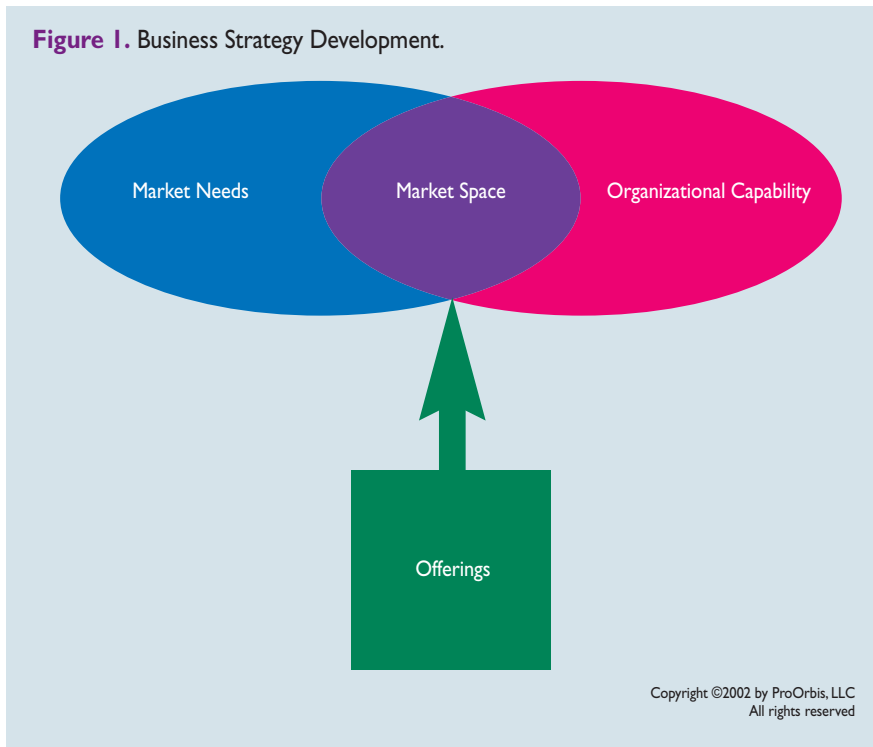 Figure 1. Business Strategy Development.
Market Needs
Market Space
Organizational Capability
Offerings
Copyright ©2002 by ProOrbis, LLC
All rights reserved